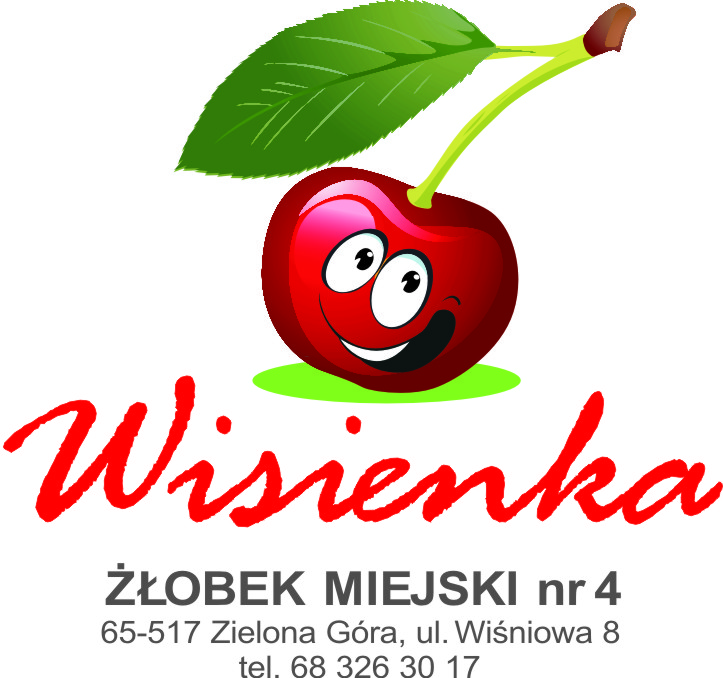 Wisienka
ŻŁOBEK MIEJSKI nr 4
65-517 Zielona Góra, ul. Wiśniowa 8
tel. 68 326 30 17